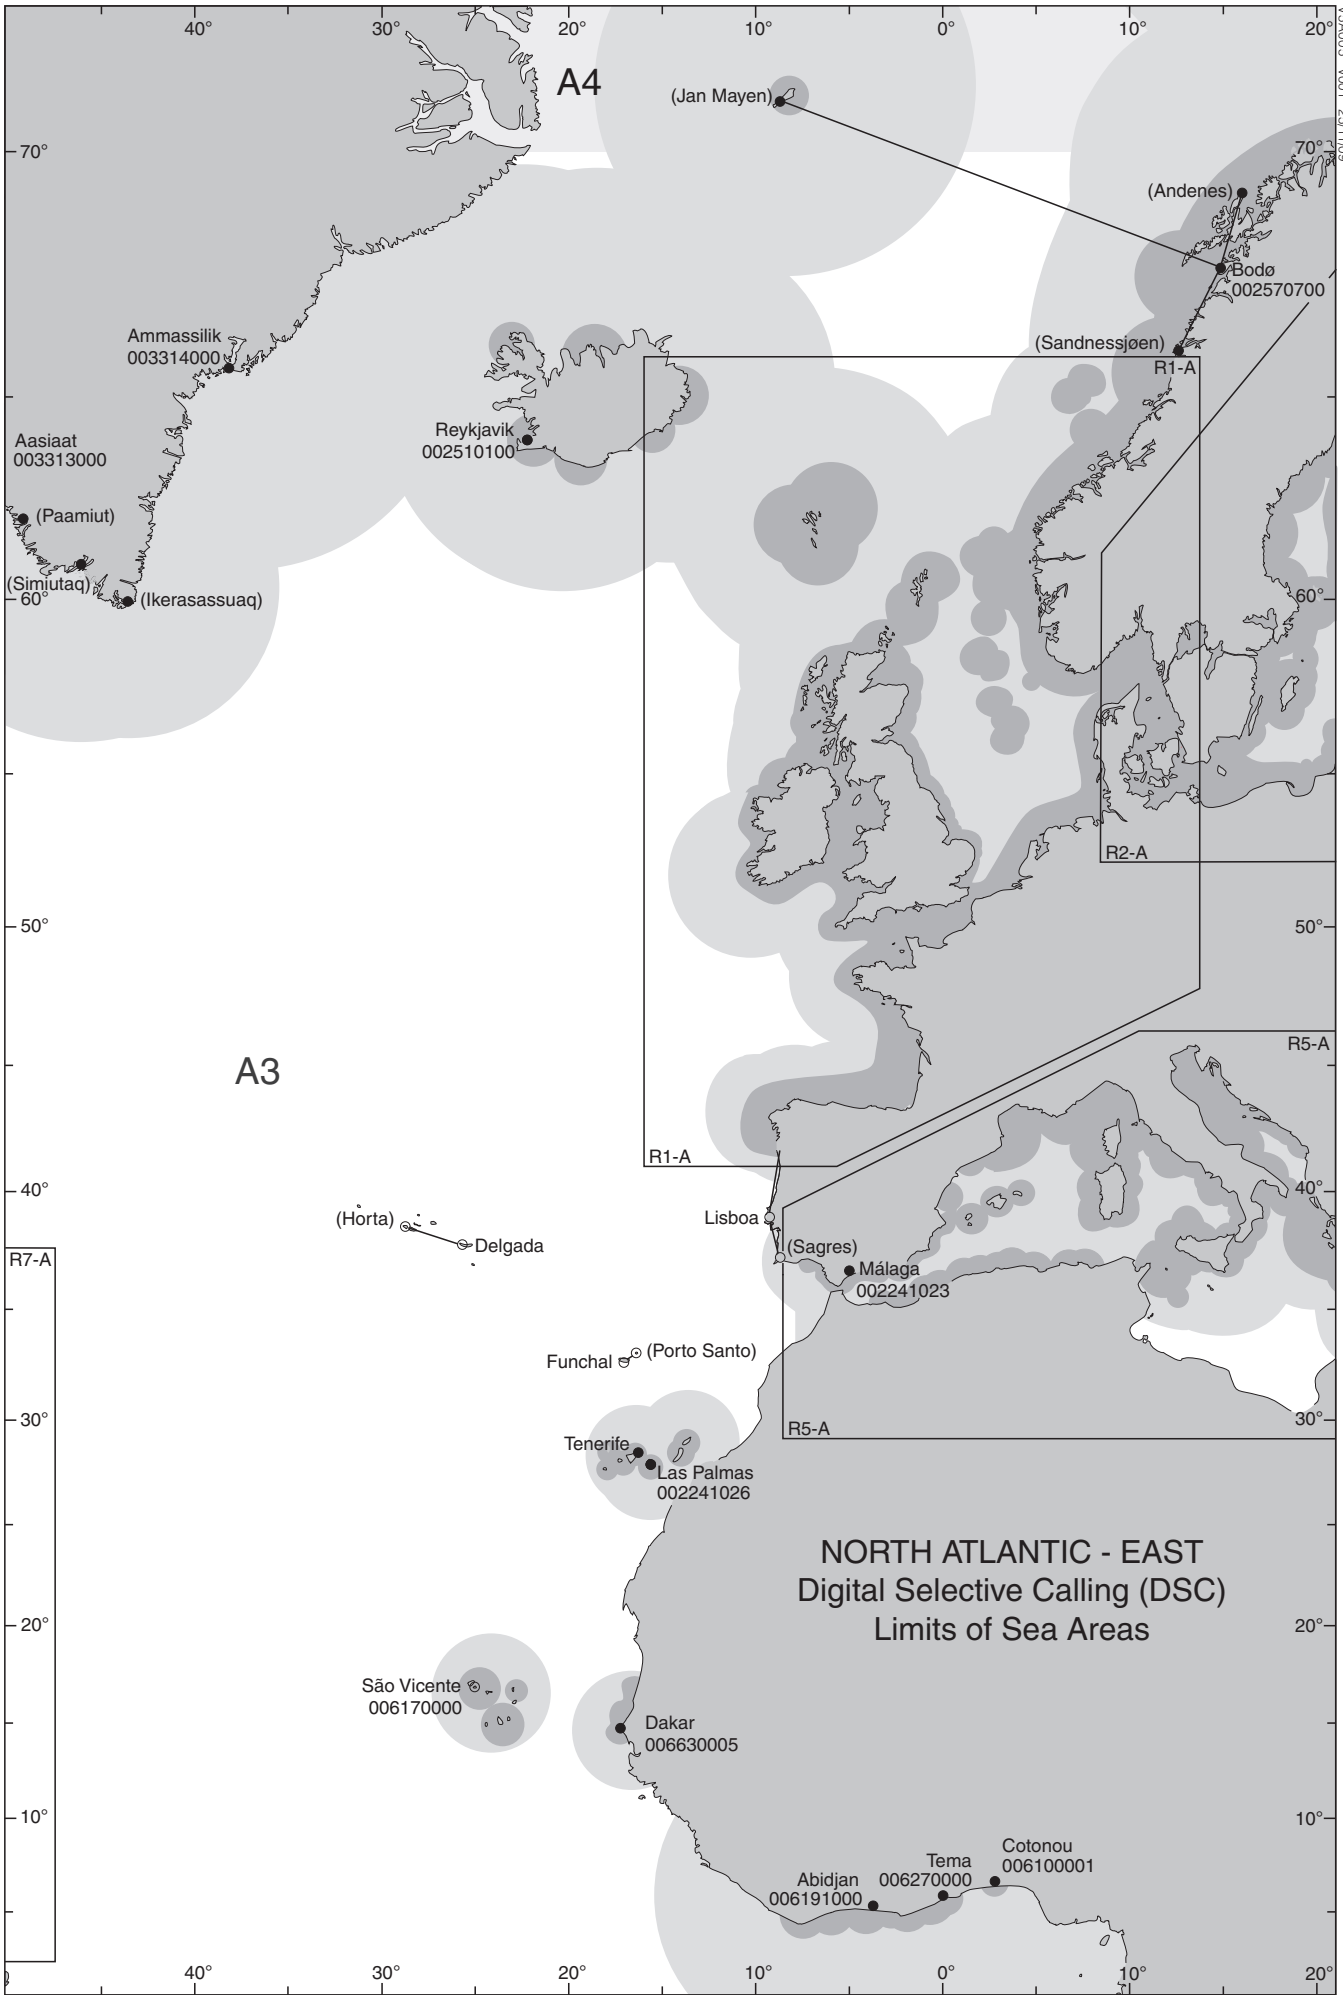 40°
30°
20°
10°
0°
10°
20°
A4
(Jan Mayen)
70°
70°
(Andenes)
Bodø
002570700
Ammassilik
003314000
(Sandnessjøen)
R1-A
Aasiaat
003313000
Reykjavik
002510100
(Paamiut)
(Simiutaq)
60°
(Ikerasassuaq)
60°
R2-A
50°
50°
A3
R5-A
R1-A
40°
40°
(Horta)
Delgada
Lisboa
(Sagres)
R7-A
Málaga
002241023
Funchal
(Porto Santo)
30°
30°
R5-A
Tenerife
Las Palmas
002241026
NORTH ATLANTIC - EAST
Digital Selective Calling (DSC)
Limits of Sea Areas
20°
20°
São Vicente
006170000
Dakar
006630005
10°
10°
Cotonou
006100001
Tema
006270000
Abidjan
006191000
40°
30°
20°
10°
0°
10°
20°